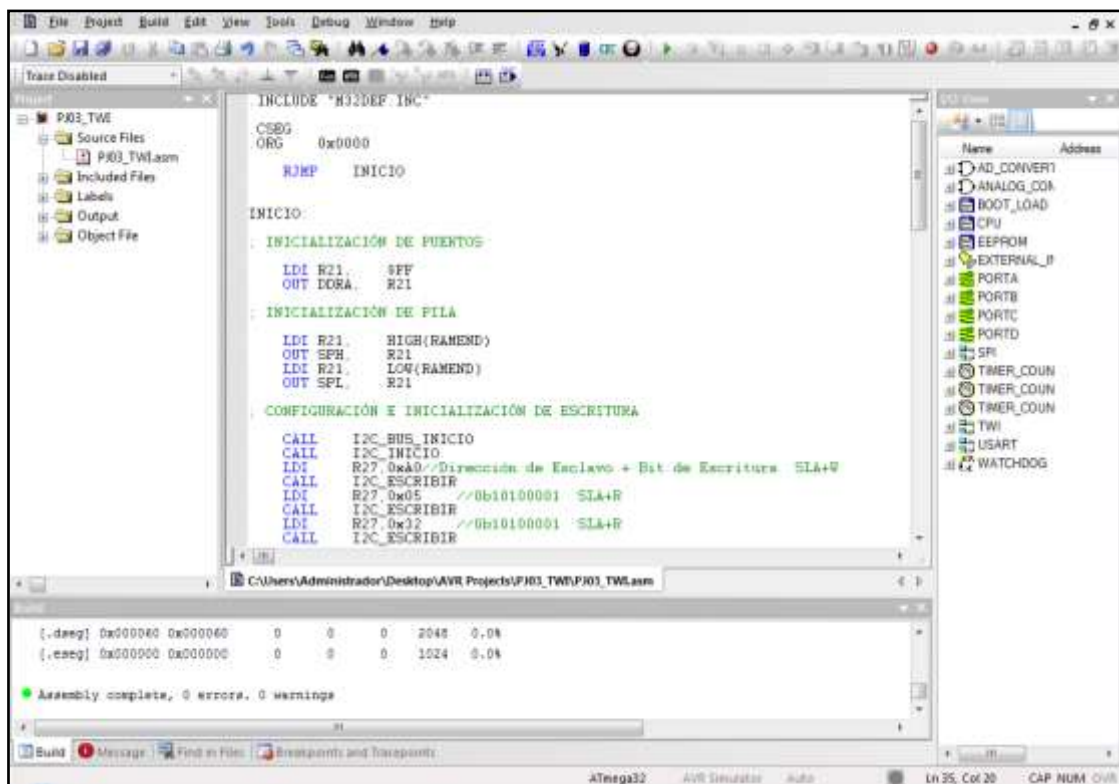 File Project Build Edit View Tools Debug Window Help
Trace Disabled
Project
PJ03_TWI
Source Files
PJ03_TWI.asm
Included Files
Labels
Output
Object File
.INCLUDE "M32DEF.INC"
.CSEG
.ORG 0x0000
RJMP INICIO
INICIO:
; INICIALIZACIÓN DE PUERTOS
LDI R21, $FF
OUT DDRA, R21
; INICIALIZACIÓN DE PILA
LDI R21, HIGH(RAMEND)
OUT SPH, R21
LDI R21, LOW(RAMEND)
OUT SPL, R21
; CONFIGURACIÓN E INICIALIZACIÓN DE ESCRITURA
CALL I2C_BUS_INICIO
CALL I2C_INICIO
LDI R27,0xA0//Dirección de Esclavo + Bit de Escritura SLA+W
CALL I2C_ESCRIBIR
LDI R27,0x05 //0b10100001 SLA+R
CALL I2C_ESCRIBIR
LDI R27,0x32 //0b10100001 SLA+R
CALL I2C_ESCRIBIR
C:\Users\Administrador\Desktop\AVR Projects\PJ03_TWI\PJ03_TWI.asm
I/O View
Name Address
AD_CONVERT
ANALOG_COM
BOOT_LOAD
CPU
EEPROM
EXTERNAL_I
PORTA
PORTB
PORTC
PORTD
SPI
TIMER_COUN
TIMER_COUN
TIMER_COUN
TWI
USART
WATCHDOG
Build
[.dseg] 0x000060 0x000060 0 0 0 2048 0.0%
[.eseg] 0x000000 0x000000 0 0 0 1024 0.0%
Assembly complete, 0 errors. 0 warnings
Build Message Find in Files Breakpoints and Tracepoints
ATmega32 AVR Simulator Auto Ln 35, Col 20 CAP NUM OVR